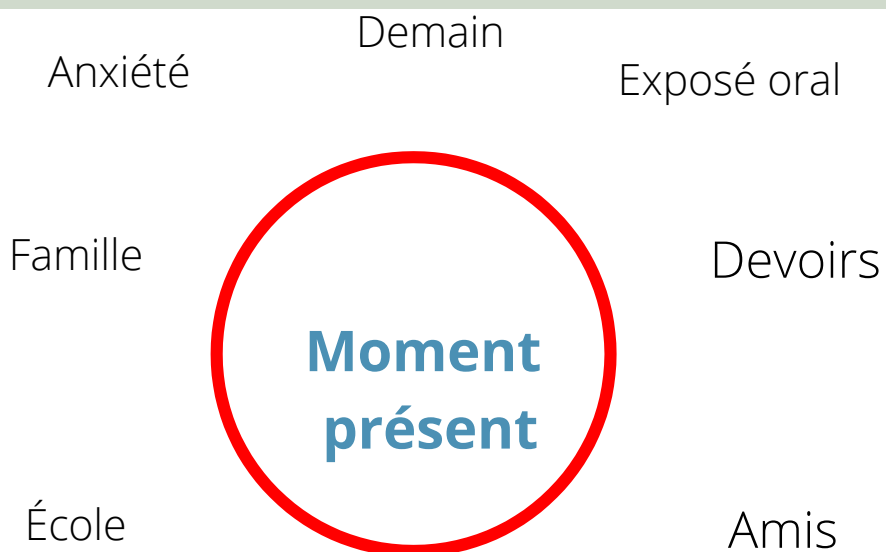 Demain
Anxiété
Exposé oral
Famille
Devoirs
Moment
présent
École
Amis